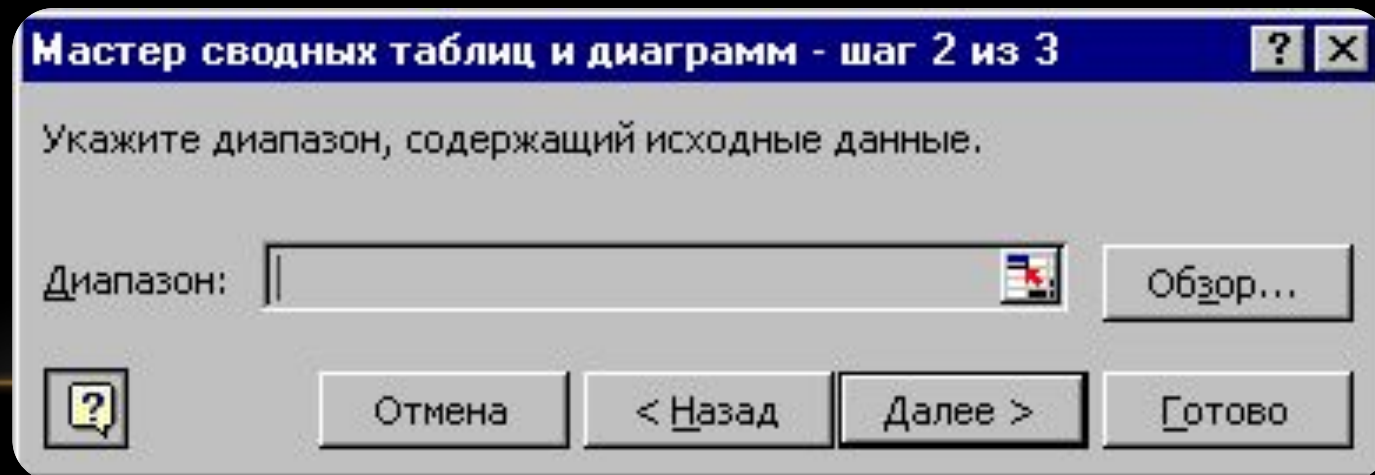 Мастер сводных таблиц и диаграмм - шаг 2 из 3
Укажите диапазон, содержащий исходные данные.
Диапазон:
Обзор...
Отмена
< Назад
Далее >
Готово